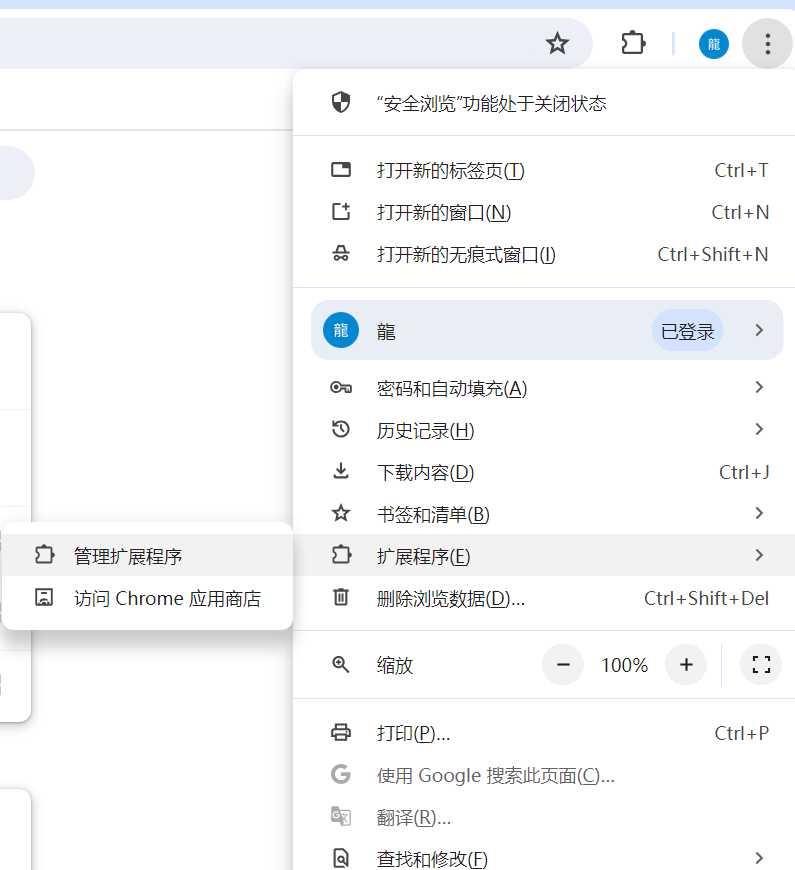 龍
“安全浏览”功能处于关闭状态
打开新的标签页(T) Ctrl+T
打开新的窗口(N) Ctrl+N
打开新的无痕式窗口(I) Ctrl+Shift+N
龍 龍 已登录
密码和自动填充(A)
历史记录(H)
下载内容(D) Ctrl+J
书签和清单(B)
扩展程序(E)
管理扩展程序
访问 Chrome 应用商店
删除浏览数据(D)... Ctrl+Shift+Del
缩放 − 100% +
打印(P)... Ctrl+P
使用 Google 搜索此页面(C)...
翻译(R)...
查找和修改(F)